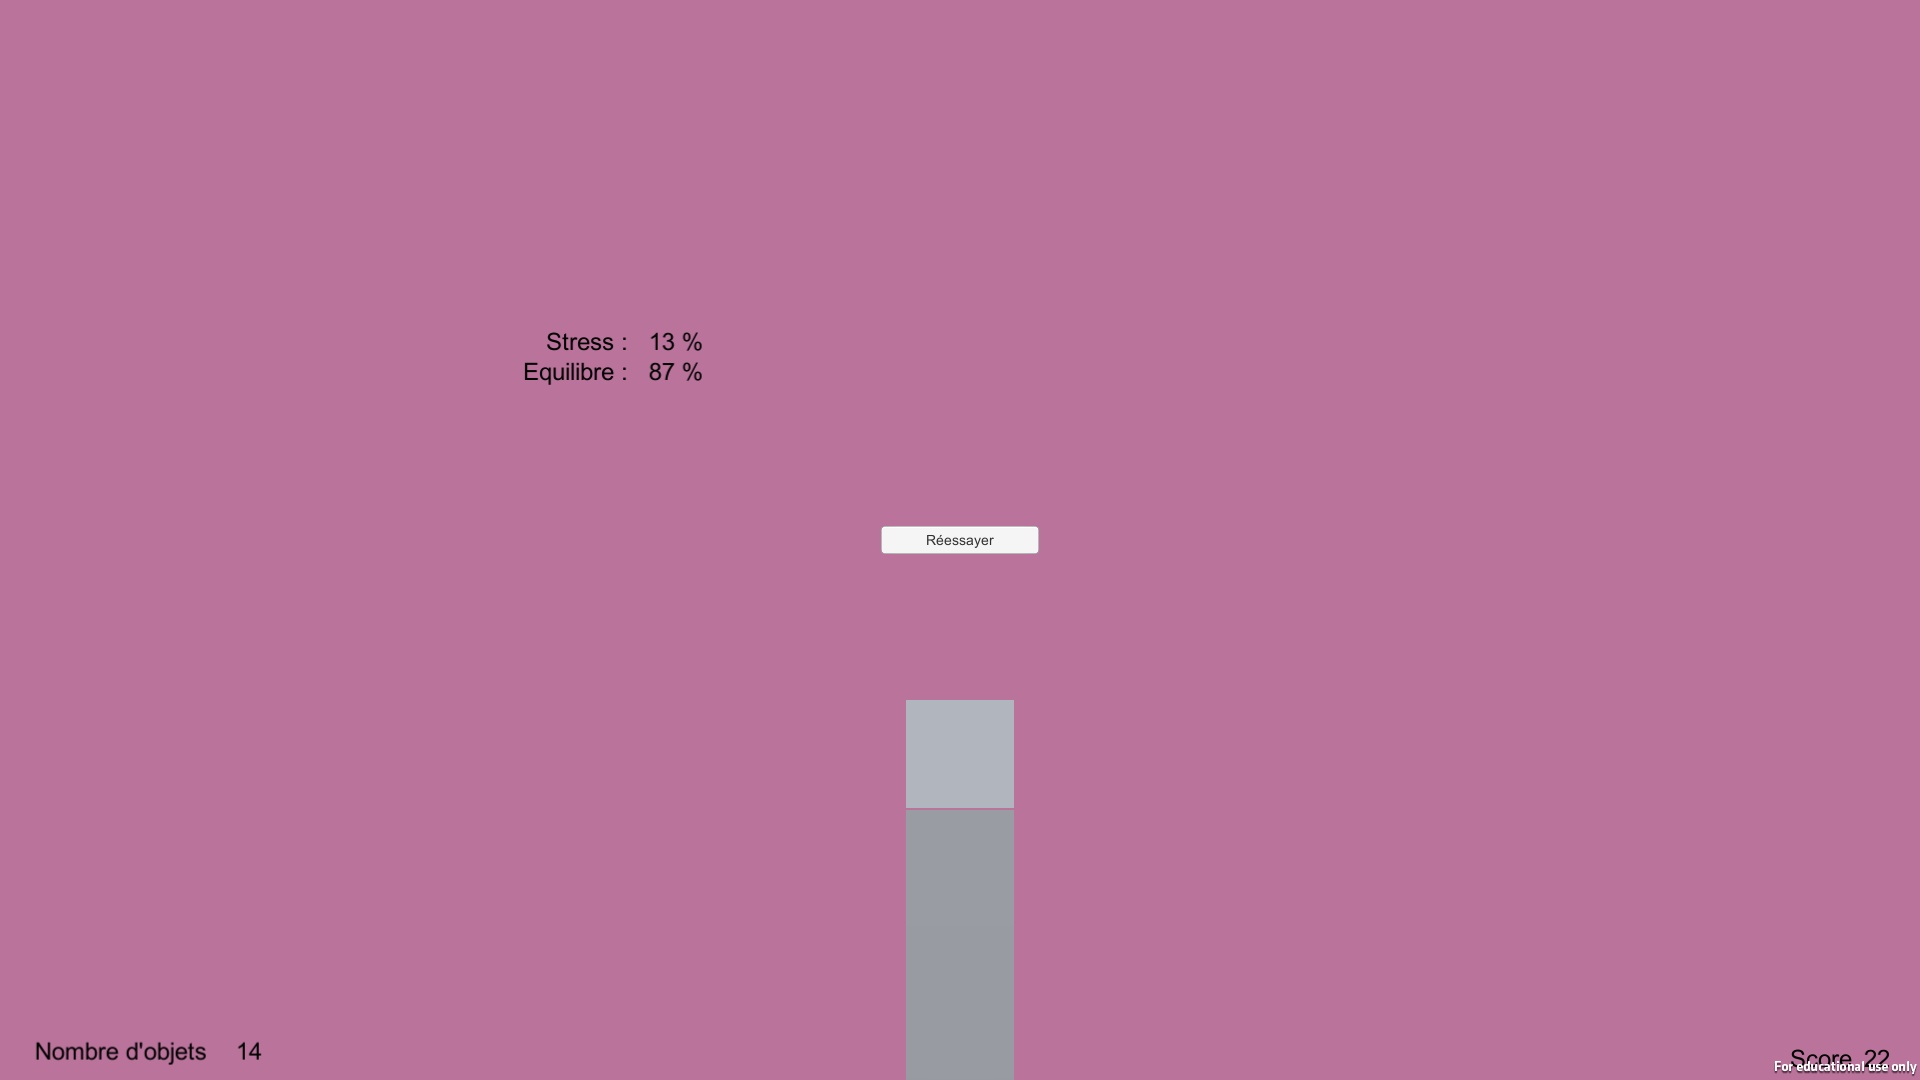 Stress : 13 %
Equilibre : 87 %
Réessayer
Nombre d'objets 14
Score 22
For educational use only